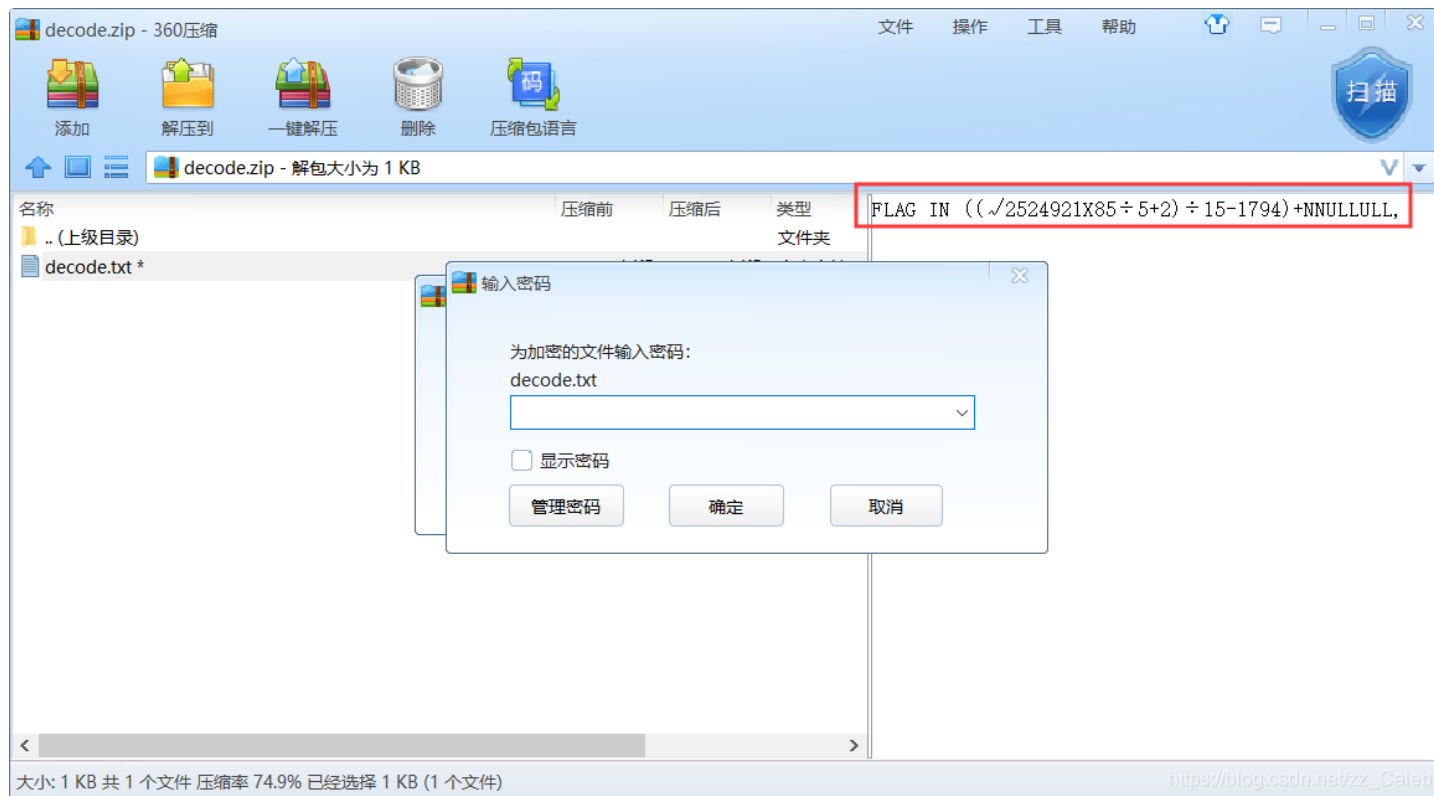 decode.zip - 360压缩
文件 操作 工具 帮助
添加 解压到 一键解压 删除 压缩包语言
码
扫描
decode.zip - 解包大小为 1 KB
名称 压缩前 压缩后 类型
FLAG IN ((√2524921X85÷5+2)÷15-1794)+NNULLULL,
.. (上级目录) 文件夹
decode.txt *
输入密码
为加密的文件输入密码:
decode.txt
显示密码
管理密码 确定 取消
大小: 1 KB 共 1 个文件 压缩率 74.9% 已经选择 1 KB (1 个文件)
https://blog.csdn.net/zz_Caleb